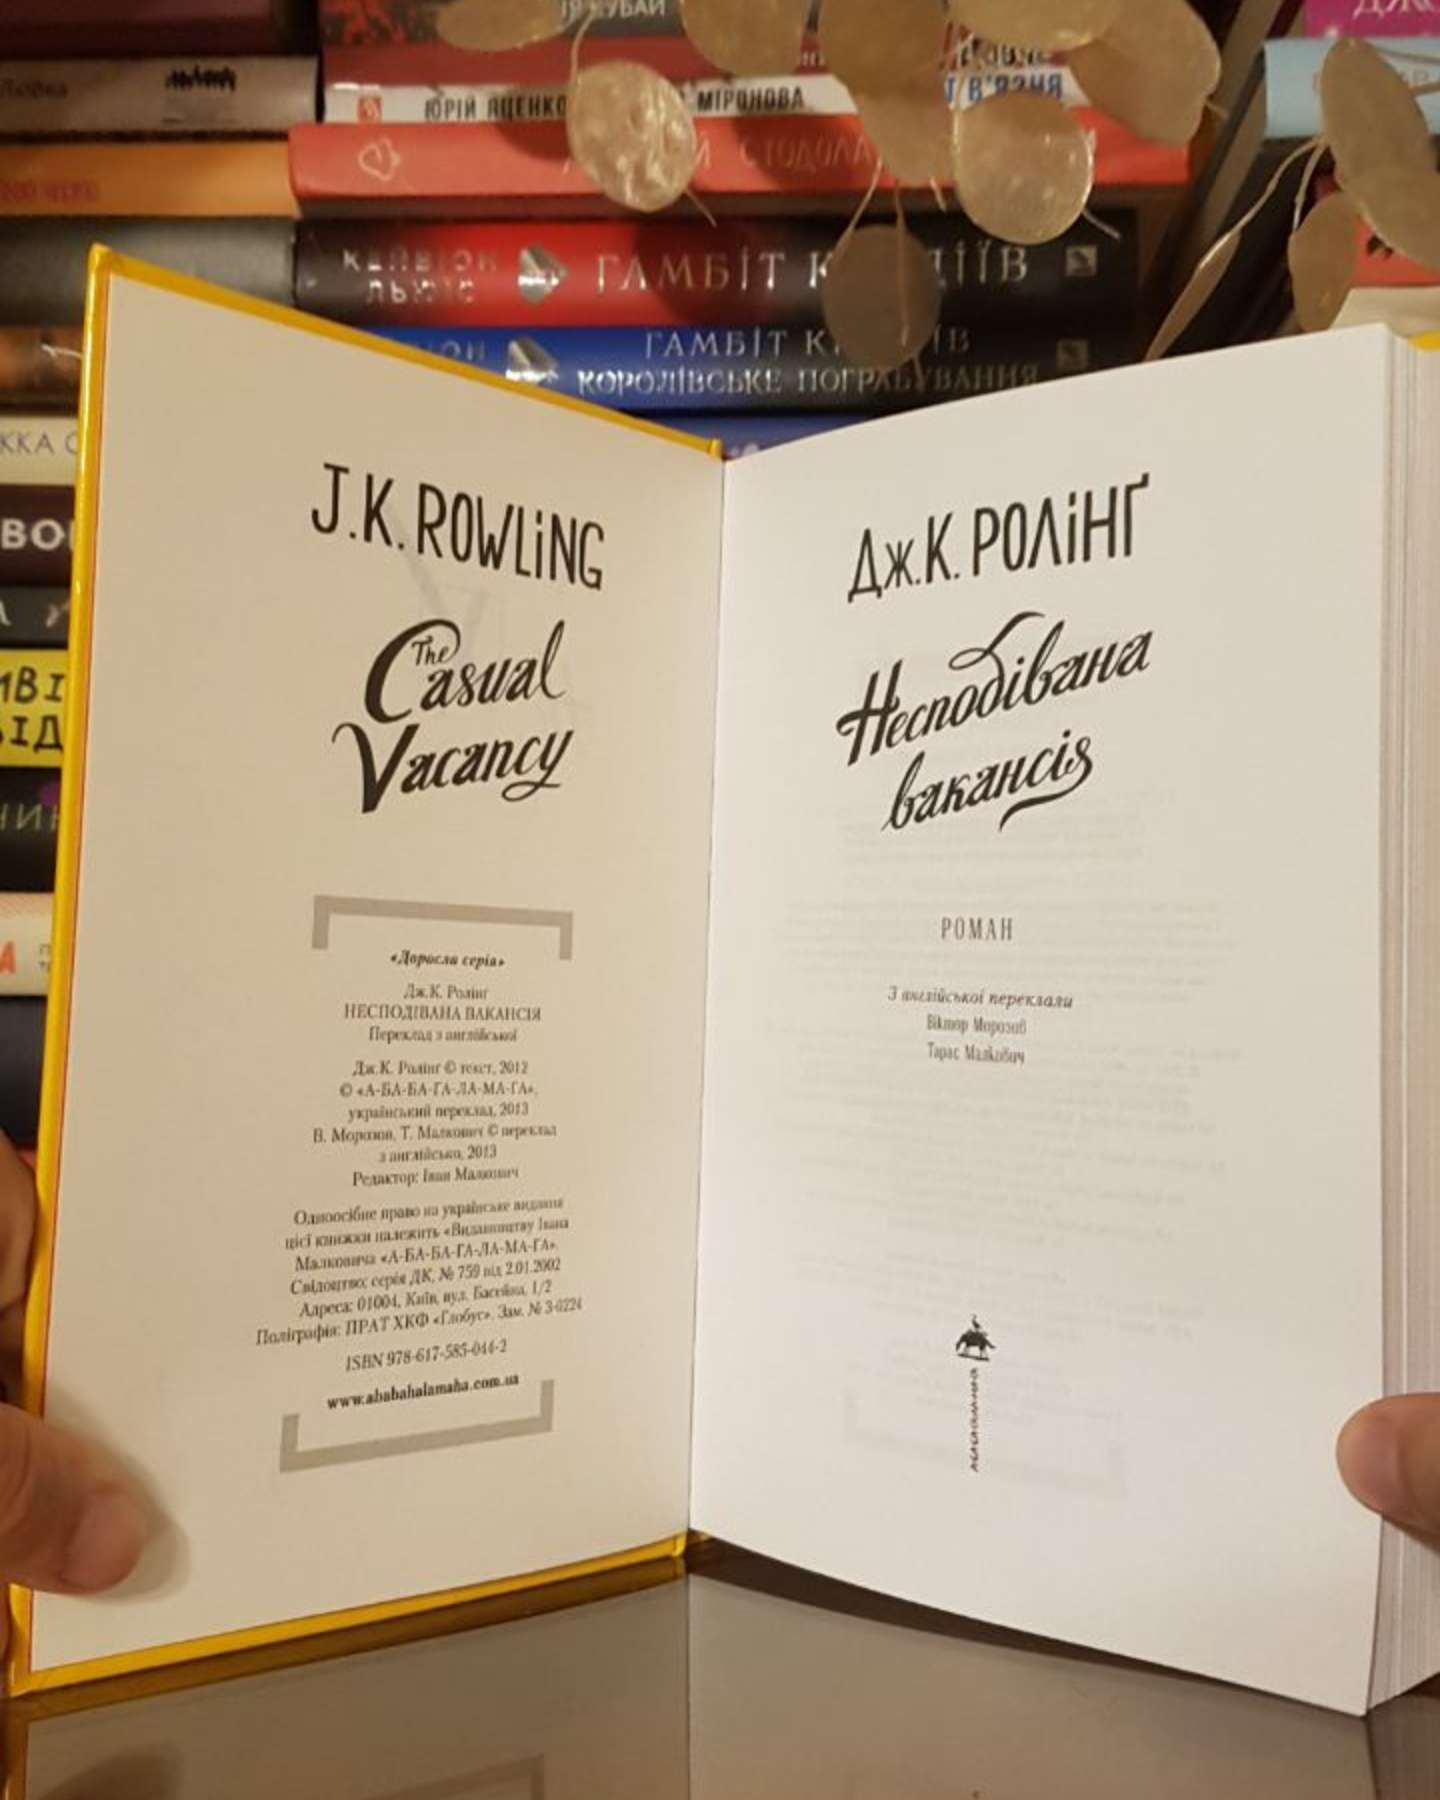 ЮРІЙ ЯЦЕНКО
МІРОНОВА
В'ЯЗНЯ
ЛЬЮЇС
ГАМБІТ
ГАМБІТ
КОРОЛІВСЬКЕ ПОГРАБУВАННЯ
J.K. ROWLiNG
The Casual
Vacancy
«Доросла серія»
Дж.К. Ролінґ
НЕСПОДІВАНА ВАКАНСІЯ
Переклад з англійської
Дж.К. Ролінґ © текст, 2012
© «А-БА-БА-ГА-ЛА-МА-ГА»,
український переклад, 2013
В. Морозов, Т. Малкович © переклад
з англійської, 2013
Редактор: Іван Малкович
Одноосібне право на українське видання
цієї книжки належить «Видавництву Івана
Малковича «А-БА-БА-ГА-ЛА-МА-ГА».
Свідоцтво: серія ДК, № 759 від 2.01.2002
Адреса: 01004, Київ, вул. Басейна, 1/2
Поліграфія: ПРАТ ХКФ «Глобус». Зам. № 3-0224
ISBN 978-617-585-044-2
www.ababahalamaha.com.ua
Дж.К. РОЛіНҐ
Несподівана
вакансія
РОМАН
З англійської переклали
Віктор Морозов
Тарас Малкович